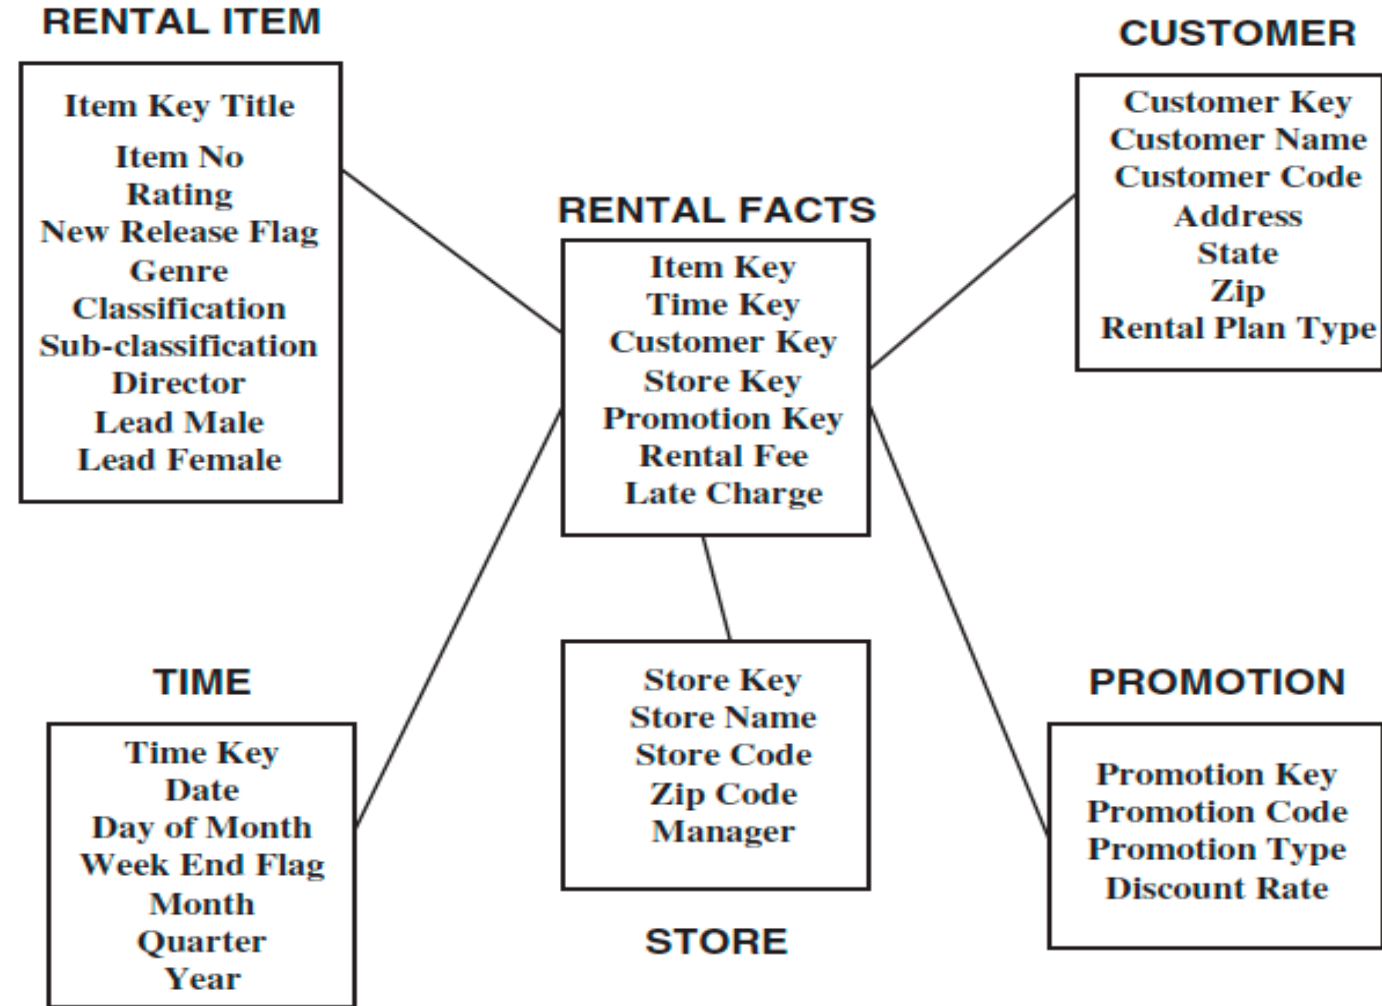 RENTAL ITEM
Item Key Title
Item No
Rating
New Release Flag
Genre
Classification
Sub-classification
Director
Lead Male
Lead Female
CUSTOMER
Customer Key
Customer Name
Customer Code
Address
State
Zip
Rental Plan Type
RENTAL FACTS
Item Key
Time Key
Customer Key
Store Key
Promotion Key
Rental Fee
Late Charge
TIME
Time Key
Date
Day of Month
Week End Flag
Month
Quarter
Year
Store Key
Store Name
Store Code
Zip Code
Manager
STORE
PROMOTION
Promotion Key
Promotion Code
Promotion Type
Discount Rate